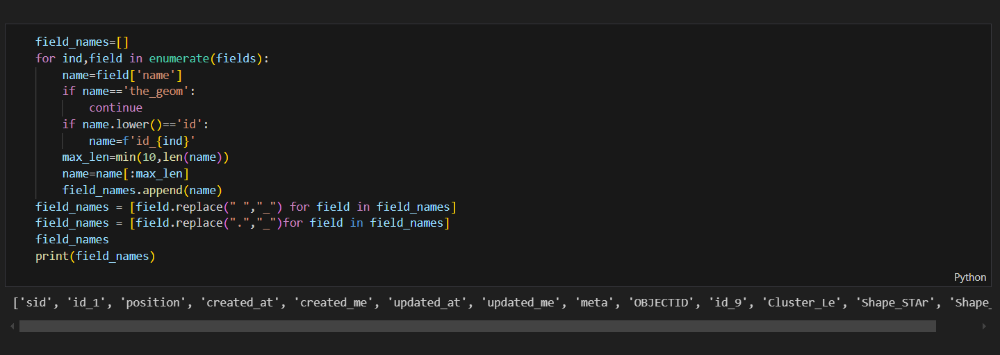 field_names=[]
for ind,field in enumerate(fields):
    name=field['name']
    if name=='the_geom':
        continue
    if name.lower()=='id':
        name=f'id_{ind}'
    max_len=min(10,len(name))
    name=name[:max_len]
    field_names.append(name)
field_names = [field.replace(" ","_") for field in field_names]
field_names = [field.replace(".","_")for field in field_names]
field_names
print(field_names)
Python
['sid', 'id_1', 'position', 'created_at', 'created_me', 'updated_at', 'updated_me', 'meta', 'OBJECTID', 'id_9', 'Cluster_Le', 'Shape_STAr', 'Shape_